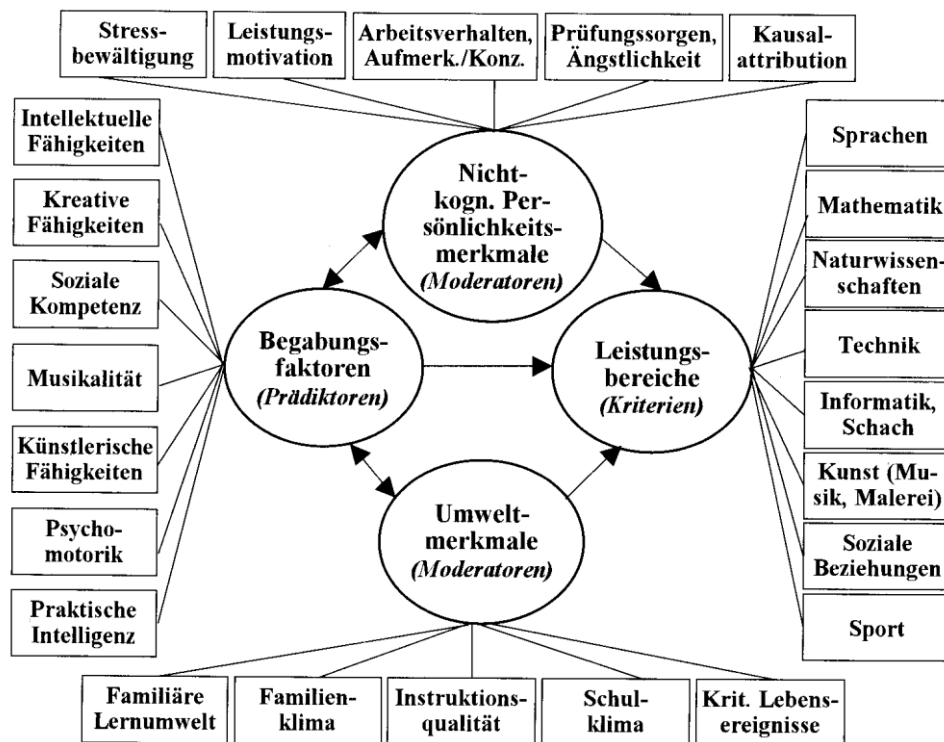 Stress-
bewältigung
Leistungs-
motivation
Arbeitsverhalten,
Aufmerk./Konz.
Prüfungssorgen,
Ängstlichkeit
Kausal-
attribution
Intellektuelle
Fähigkeiten
Kreative
Fähigkeiten
Soziale
Kompetenz
Musikalität
Künstlerische
Fähigkeiten
Psycho-
motorik
Praktische
Intelligenz
Nicht-
kogn. Per-
sönlichkeits-
merkmale
(Moderatoren)
Begabungs-
faktoren
(Prädiktoren)
Leistungs-
bereiche
(Kriterien)
Umwelt-
merkmale
(Moderatoren)
Sprachen
Mathematik
Naturwissen-
schaften
Technik
Informatik,
Schach
Kunst (Mu-
sik, Malerei)
Soziale
Beziehungen
Sport
Familiäre
Lernumwelt
Familien-
klima
Instruktions-
qualität
Schul-
klima
Krit. Lebens-
ereignisse